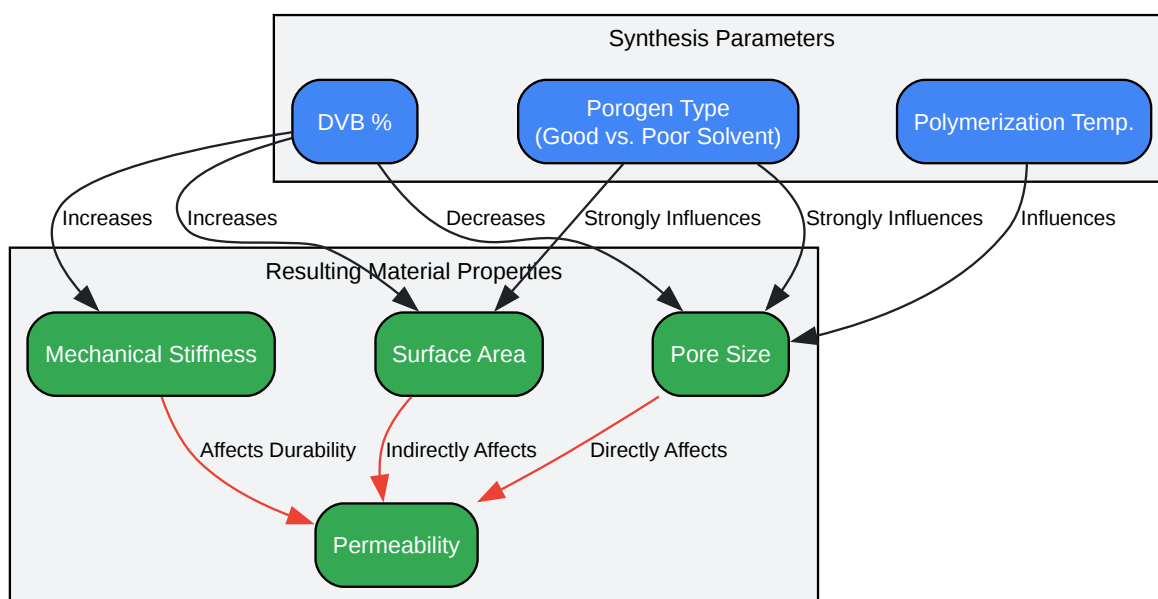 Synthesis Parameters
DVB %
Porogen Type
(Good vs. Poor Solvent)
Polymerization Temp.
Increases
Increases
Decreases
Strongly Influences
Strongly Influences
Influences
Resulting Material Properties
Mechanical Stiffness
Surface Area
Pore Size
Affects Durability
Indirectly Affects
Directly Affects
Permeability